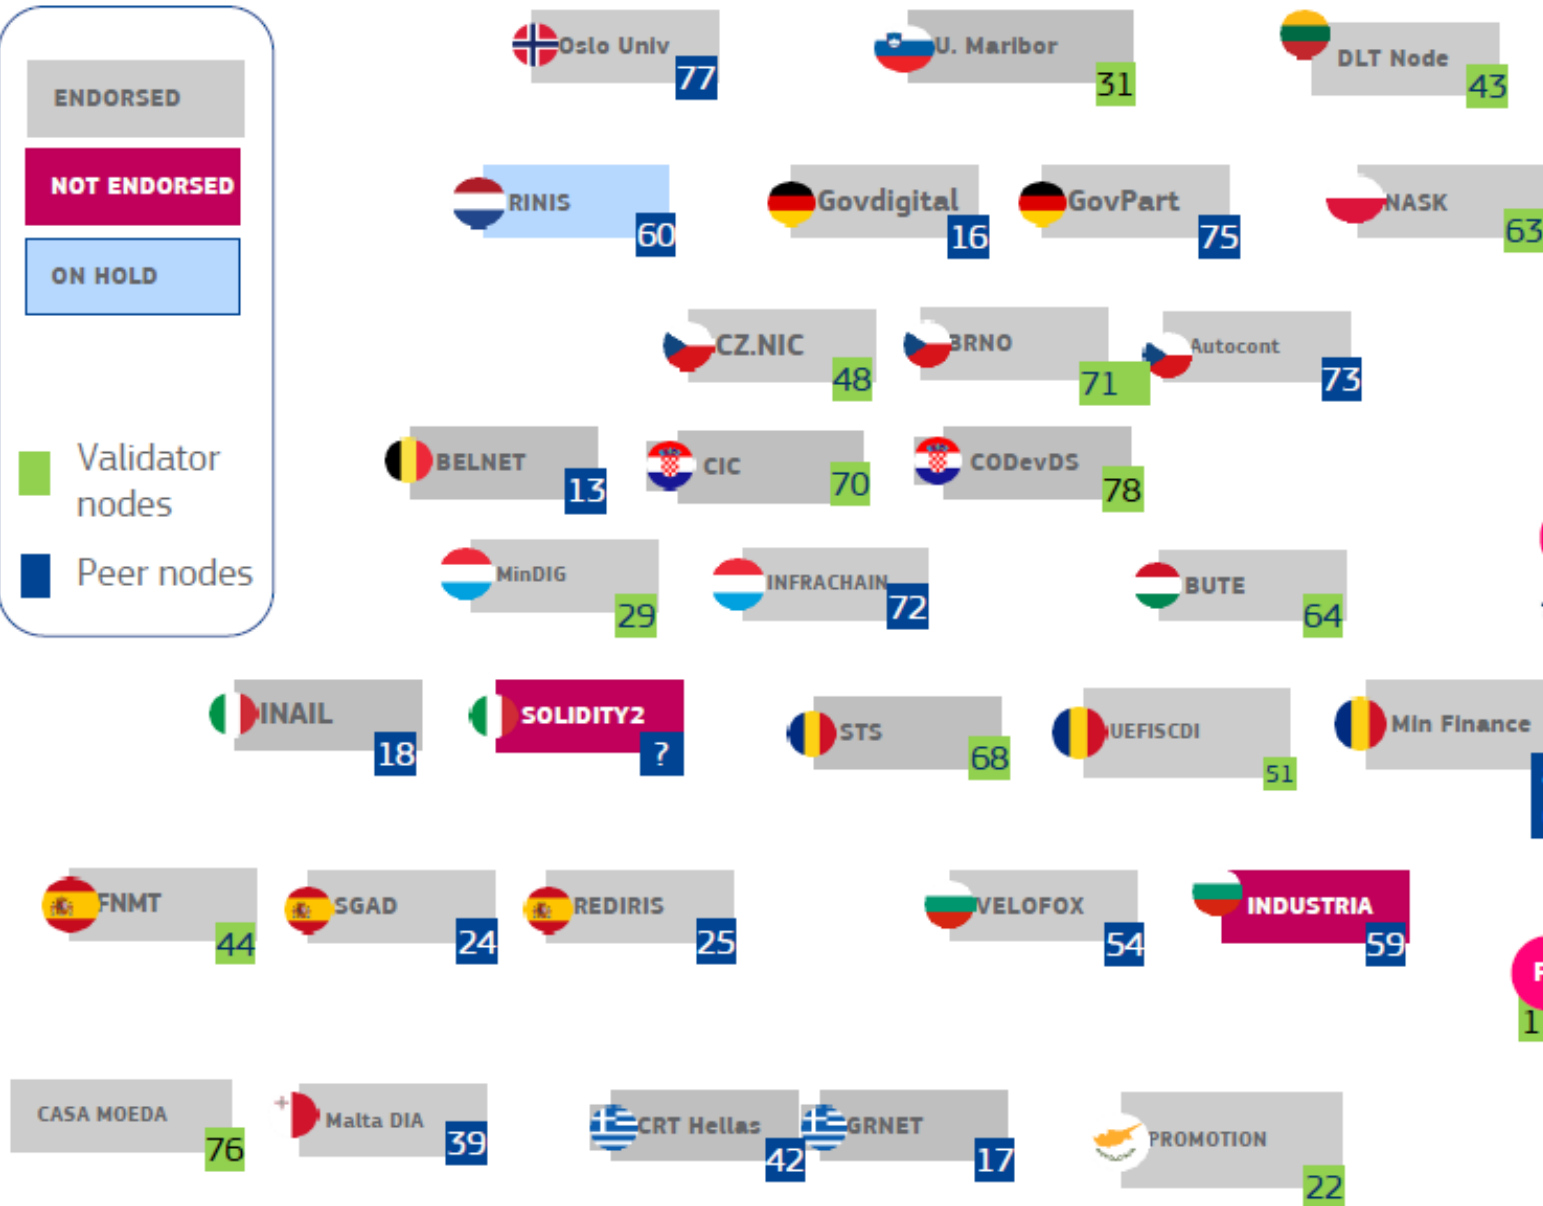 ENDORSED
NOT ENDORSED
ON HOLD
Validator
nodes
Peer nodes
Oslo Univ
77
U. Maribor
31
DLT Node
43
RINIS
60
Govdigital
16
GovPart
75
NASK
63
CZ.NIC
48
BRNO
71
Autocont
73
BELNET
13
CIC
70
CODevDS
78
MinDIG
29
INFRACHAIN
72
BUTE
64
INAIL
18
SOLIDITY2
?
STS
68
UEFISCDI
51
Min Finance
FNMT
44
SGAD
24
REDIRIS
25
VELOFOX
54
INDUSTRIA
59
1
CASA MOEDA
76
Malta DIA
39
CRT Hellas
42
GRNET
17
PROMOTION
22